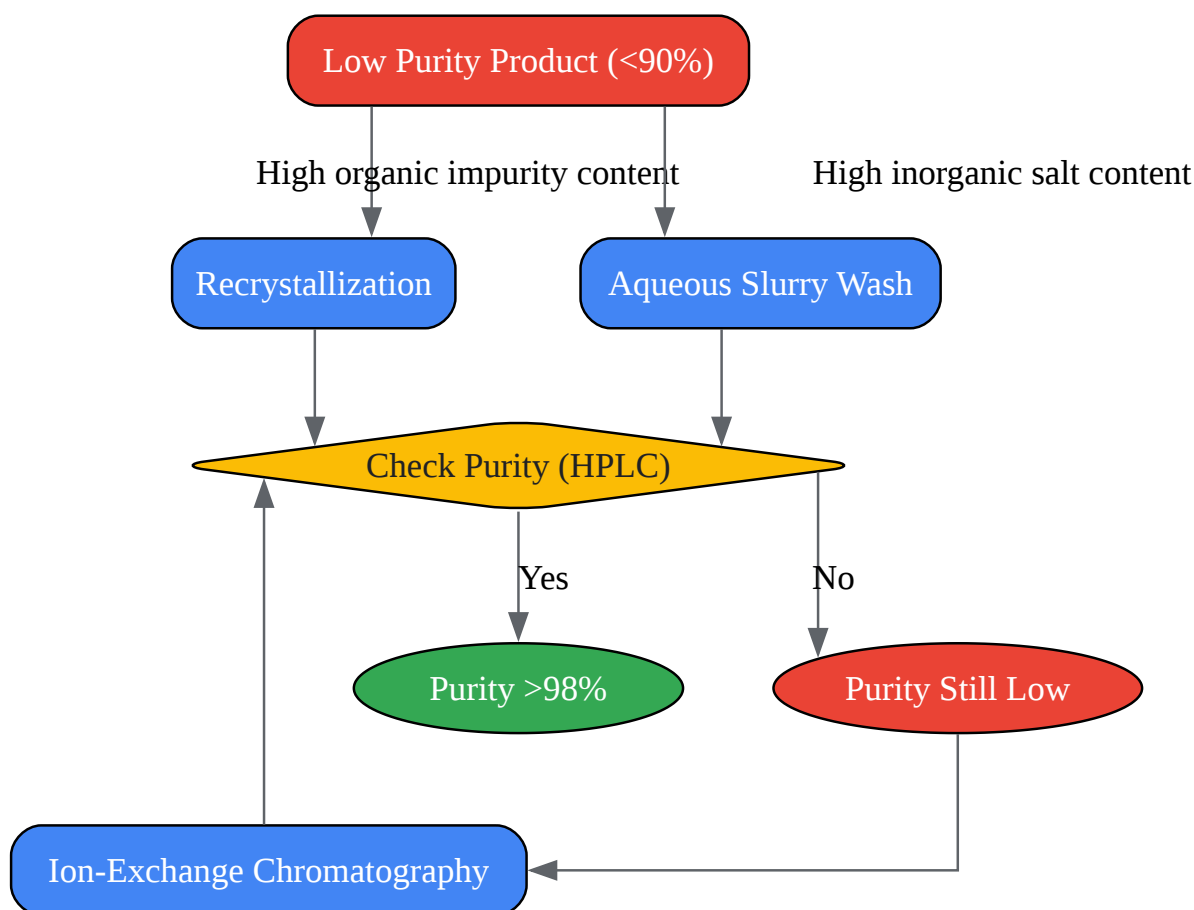 Low Purity Product (<90%)
High organic impurity content
High inorganic salt content
Recrystallization
Aqueous Slurry Wash
Check Purity (HPLC)
Yes
No
Purity >98%
Purity Still Low
Ion-Exchange Chromatography